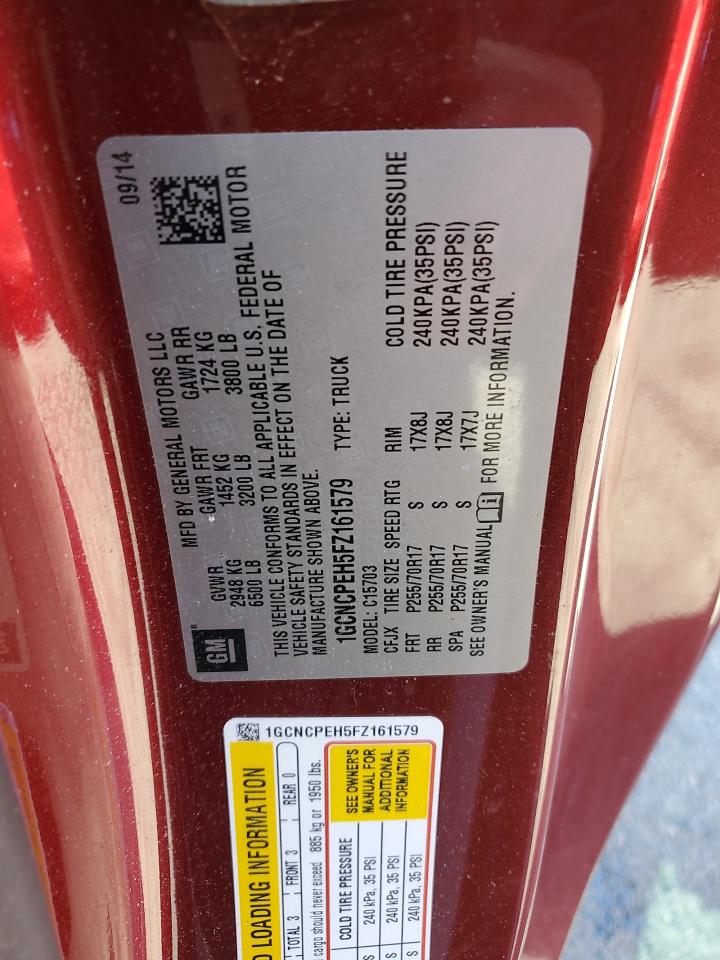 09/14
MFD BY GENERAL MOTORS LLC
GVWR GAWR FRT GAWR RR
2948 KG 1452 KG 1724 KG
6500 LB 3200 LB 3800 LB
GM
THIS VEHICLE CONFORMS TO ALL APPLICABLE U.S. FEDERAL MOTOR
VEHICLE SAFETY STANDARDS IN EFFECT ON THE DATE OF
MANUFACTURE SHOWN ABOVE.
1GCNCPEH5FZ161579 TYPE: TRUCK
MODEL: C15703
CFJX TIRE SIZE SPEED RTG RIM COLD TIRE PRESSURE
FRT P255/70R17 S 17X8J 240KPA(35PSI)
RR P255/70R17 S 17X8J 240KPA(35PSI)
SPA P255/70R17 S 17X7J 240KPA(35PSI)
SEE OWNER'S MANUAL FOR MORE INFORMATION.
1GCNCPEH5FZ161579
LOADING INFORMATION
TOTAL 3 FRONT 3 REAR 0
cargo should never exceed 885 kg or 1950 lbs.
COLD TIRE PRESSURE
S 240 kPa, 35 PSI
S 240 kPa, 35 PSI
S 240 kPa, 35 PSI
SEE OWNER'S
MANUAL FOR
ADDITIONAL
INFORMATION